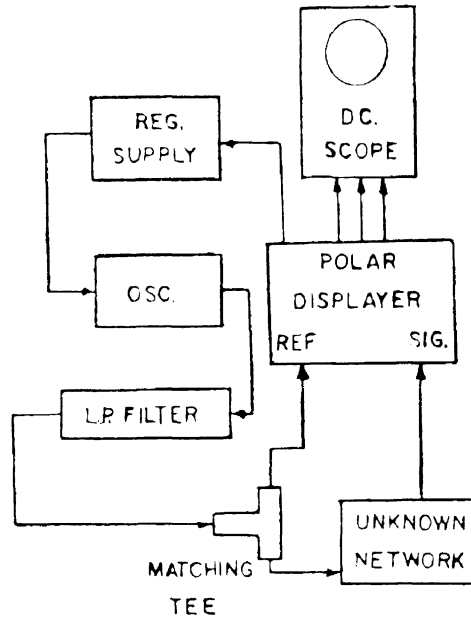 D.C.
SCOPE
REG.
SUPPLY
POLAR
DISPLAYER
REF
SIG.
OSC.
L.P. FILTER
UNKNOWN
NETWORK
MATCHING
TEE